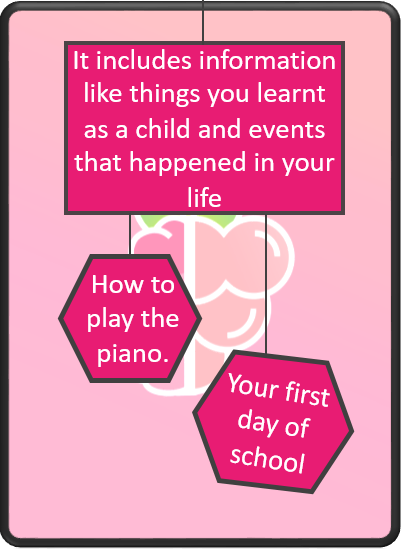 It includes information
like things you learnt
as a child and events
that happened in your
life
How to
play the
piano.
Your first
day of
school